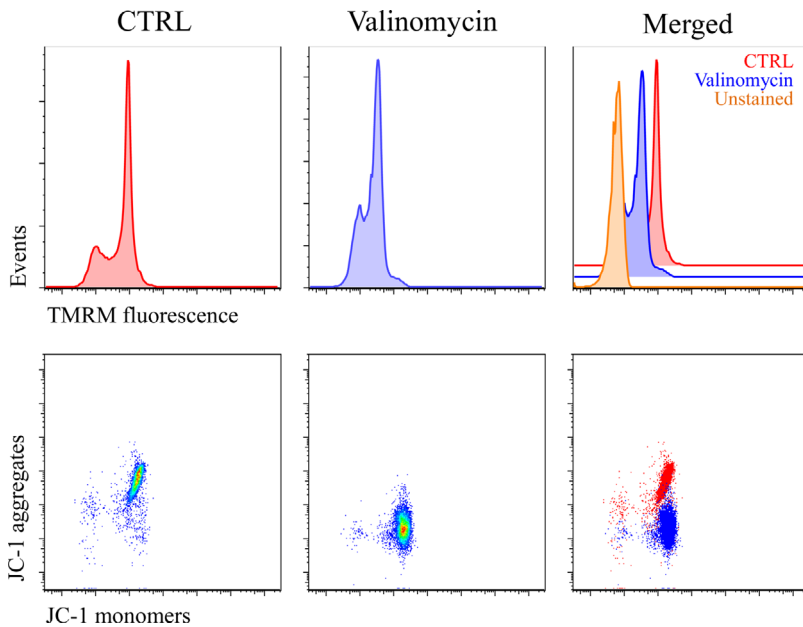 CTRL
Valinomycin
Merged
CTRL
Valinomycin
Unstained
Events
TMRM fluorescence
JC-1 aggregates
JC-1 monomers